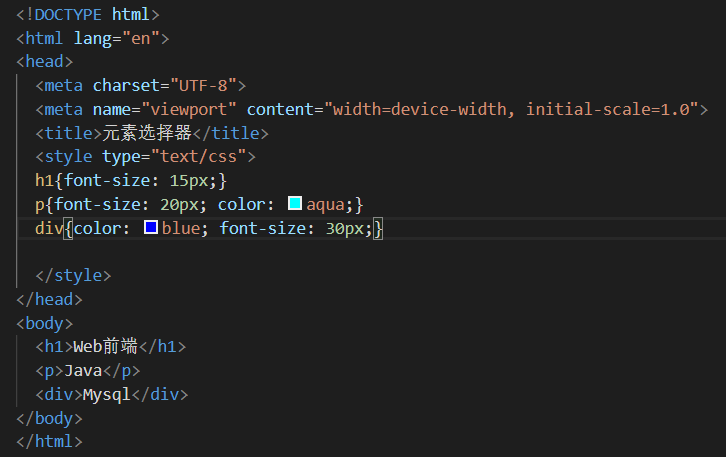 <!DOCTYPE html>
<html lang="en">
<head>
<meta charset="UTF-8">
<meta name="viewport" content="width=device-width, initial-scale=1.0">
<title>元素选择器</title>
<style type="text/css">
h1{font-size: 15px;}
p{font-size: 20px; color: aqua;}
div{color: blue; font-size: 30px;}
</style>
</head>
<body>
<h1>Web前端</h1>
<p>Java</p>
<div>Mysql</div>
</body>
</html>